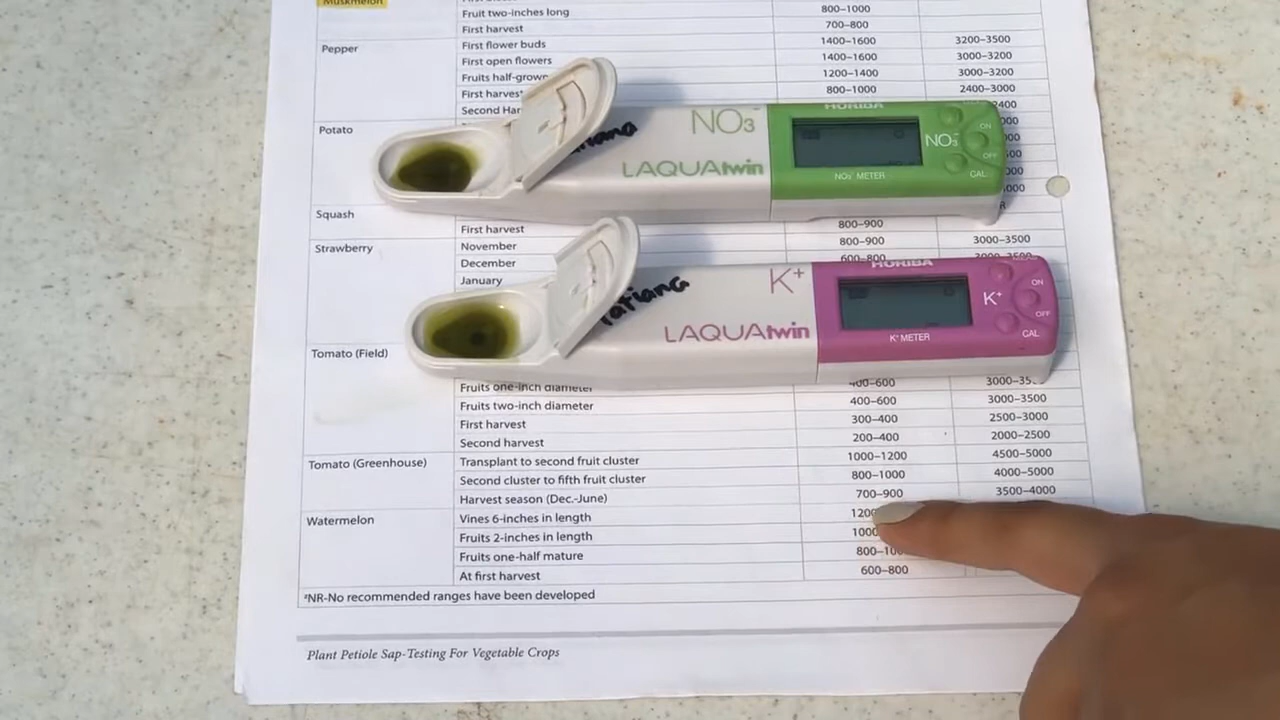 Muskmelon
Fruit two-inches long 800–1000
First harvest 700–800
Pepper First flower buds 1400–1600 3200–3500
First open flowers 1400–1600 3000–3200
Fruits half-grown 1200–1400 3000–3200
First harvest 800–1000 2400–3000
Second
HORIBA
NO₃⁻
LAQUAtwin
NO₃⁻ METER
NO₃⁻
ON
OFF
CAL
Potato
Squash
First harvest 800–900
Strawberry November 800–900 3000–3500
December 600–800 3000–3500
January
HORIBA
Tatiana
K⁺
LAQUAtwin
K⁺ METER
K⁺
ON
OFF
CAL
Tomato (Field)
Fruits one-inch diameter 400–600
Fruits two-inch diameter 400–600 3000–3500
First harvest 300–400 2500–3000
Second harvest 200–400 2000–2500
Tomato (Greenhouse) Transplant to second fruit cluster 1000–1200 4500–5000
Second cluster to fifth fruit cluster 800–1000 4000–5000
Harvest season (Dec.-June) 700–900 3500–4000
Watermelon Vines 6-inches in length
Fruits 2-inches in length
Fruits one-half mature
At first harvest 600–800
ᶻNR-No recommended ranges have been developed
Plant Petiole Sap-Testing For Vegetable Crops